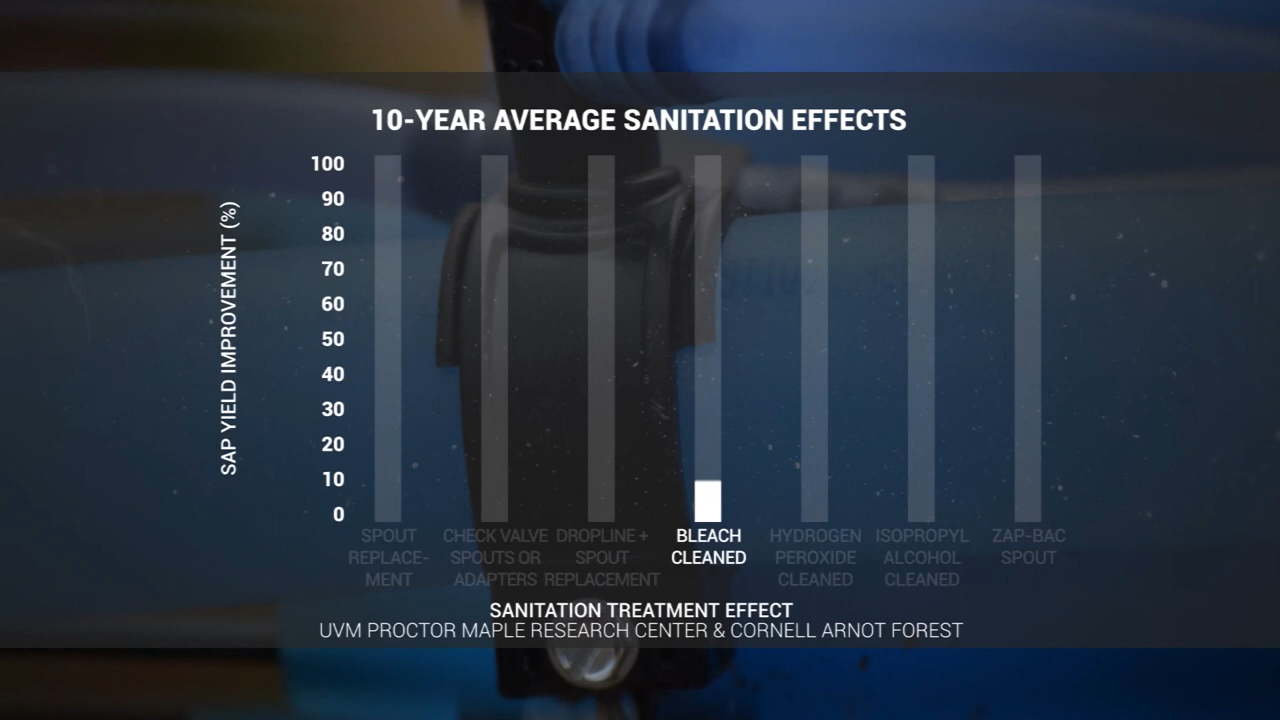 10-YEAR AVERAGE SANITATION EFFECTS
SAP YIELD IMPROVEMENT (%)
100
90
80
70
60
50
40
30
20
10
0
SPOUT
REPLACE-
MENT
CHECK VALVE
SPOUTS OR
ADAPTERS
DROPLINE +
SPOUT
REPLACEMENT
BLEACH
CLEANED
HYDROGEN
PEROXIDE
CLEANED
ISOPROPYL
ALCOHOL
CLEANED
ZAP-BAC
SPOUT
SANITATION TREATMENT EFFECT
UVM PROCTOR MAPLE RESEARCH CENTER & CORNELL ARNOT FOREST